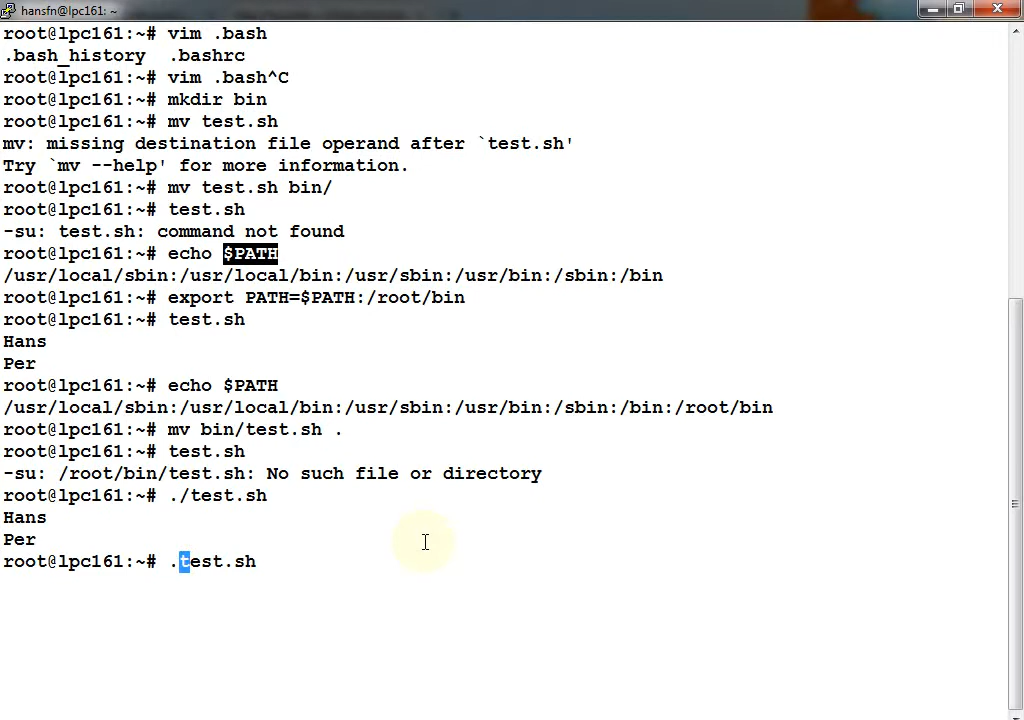 hansfn@lpc161: ~
root@lpc161:~# vim .bash
.bash_history  .bashrc
root@lpc161:~# vim .bash^C
root@lpc161:~# mkdir bin
root@lpc161:~# mv test.sh
mv: missing destination file operand after `test.sh'
Try `mv --help' for more information.
root@lpc161:~# mv test.sh bin/
root@lpc161:~# test.sh
-su: test.sh: command not found
root@lpc161:~# echo $PATH
/usr/local/sbin:/usr/local/bin:/usr/sbin:/usr/bin:/sbin:/bin
root@lpc161:~# export PATH=$PATH:/root/bin
root@lpc161:~# test.sh
Hans
Per
root@lpc161:~# echo $PATH
/usr/local/sbin:/usr/local/bin:/usr/sbin:/usr/bin:/sbin:/bin:/root/bin
root@lpc161:~# mv bin/test.sh .
root@lpc161:~# test.sh
-su: /root/bin/test.sh: No such file or directory
root@lpc161:~# ./test.sh
Hans
Per
root@lpc161:~# .test.sh